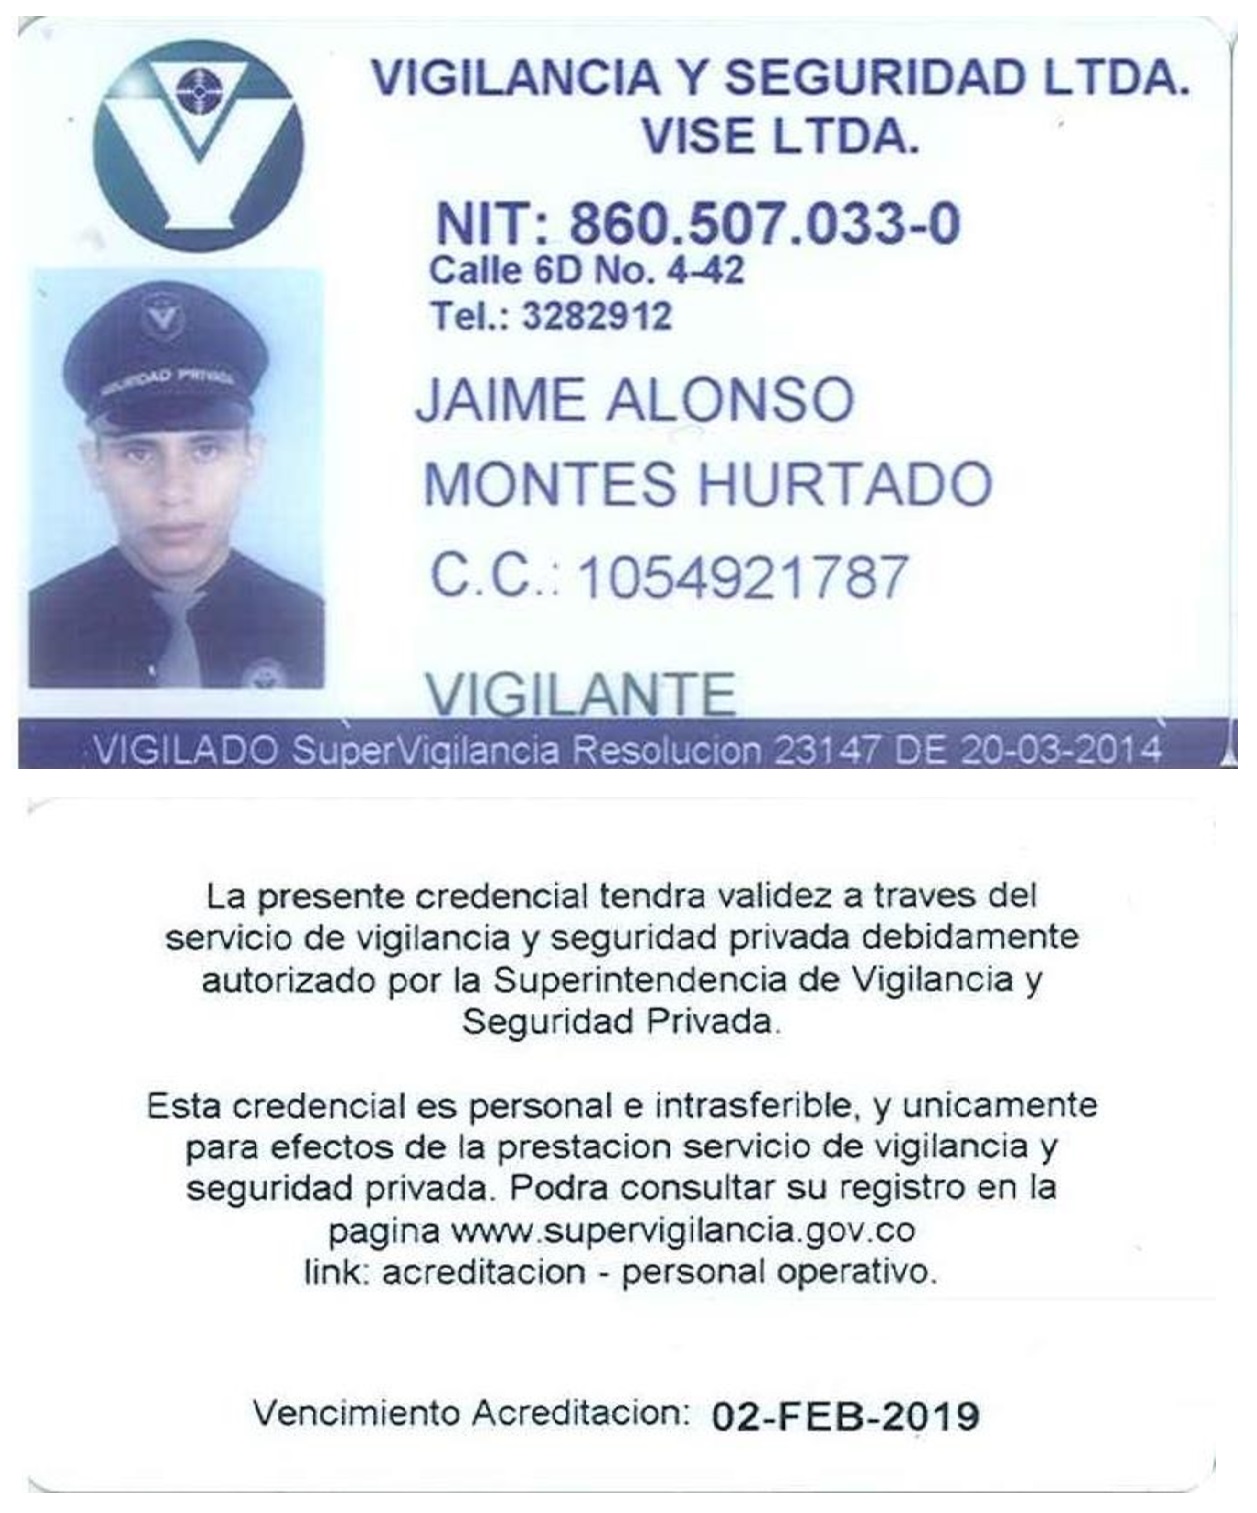 VIGILANCIA Y SEGURIDAD LTDA.
VISE LTDA.
NIT: 860.507.033-0
Calle 6D No. 4-42
Tel.: 3282912
SEGURIDAD PRIVADA
JAIME ALONSO
MONTES HURTADO
C.C.: 1054921787
VIGILANTE
VIGILADO SuperVigilancia Resolucion 23147 DE 20-03-2014
La presente credencial tendra validez a traves del
servicio de vigilancia y seguridad privada debidamente
autorizado por la Superintendencia de Vigilancia y
Seguridad Privada.
Esta credencial es personal e intrasferible, y unicamente
para efectos de la prestacion servicio de vigilancia y
seguridad privada. Podra consultar su registro en la
pagina www.supervigilancia.gov.co
link: acreditacion - personal operativo.
Vencimiento Acreditacion: 02-FEB-2019